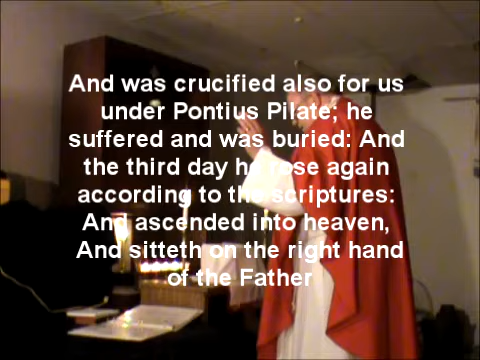 And was crucified also for us
under Pontius Pilate; he
suffered and was buried: And
the third day he rose again
according to the scriptures:
And ascended into heaven,
And sitteth on the right hand
of the Father